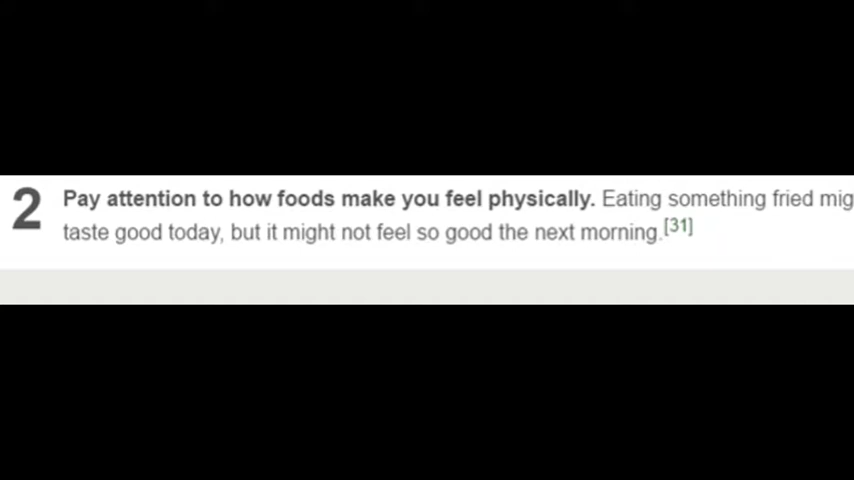 2 Pay attention to how foods make you feel physically. Eating something fried mig
taste good today, but it might not feel so good the next morning.[31]